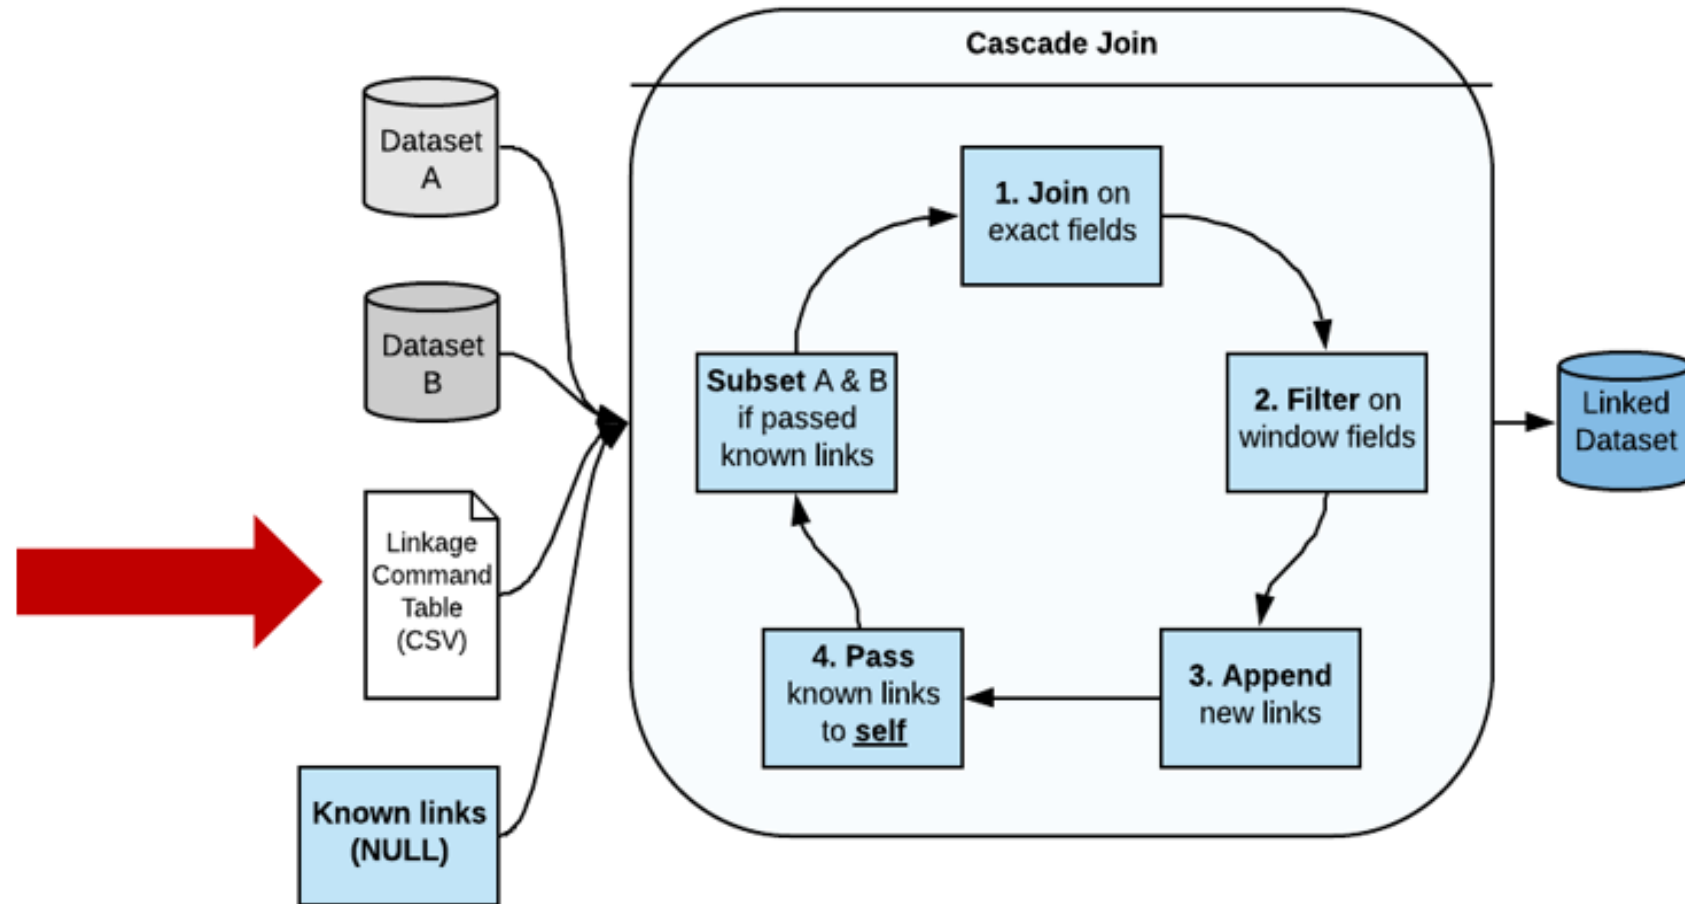 Cascade Join
Dataset
A
Dataset
B
Linkage
Command
Table
(CSV)
Known links
(NULL)
1. Join on
exact fields
2. Filter on
window fields
3. Append
new links
4. Pass
known links
to self
Subset A & B
if passed
known links
Linked
Dataset